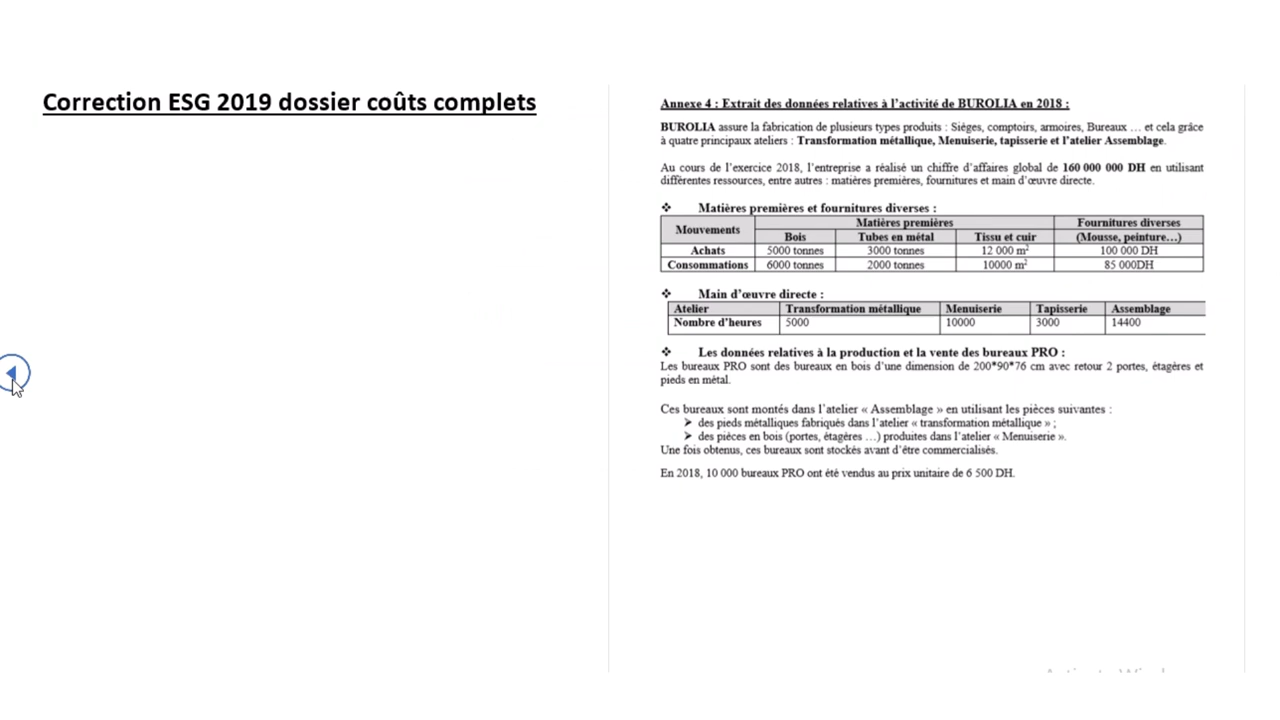 Correction ESG 2019 dossier coûts complets
Annexe 4 : Extrait des données relatives à l'activité de BUROLIA en 2018 :
BUROLIA assure la fabrication de plusieurs types produits : Sièges, comptoirs, armoires, Bureaux … et cela grâce
à quatre principaux ateliers : Transformation métallique, Menuiserie, tapisserie et l'atelier Assemblage.
Au cours de l'exercice 2018, l'entreprise a réalisé un chiffre d'affaires global de 160 000 000 DH en utilisant
différentes ressources, entre autres : matières premières, fournitures et main d'œuvre directe.
❖ Matières premières et fournitures diverses :
Mouvements Matières premières Fournitures diverses
Bois Tubes en métal Tissu et cuir (Mousse, peinture…)
Achats 5000 tonnes 3000 tonnes 12 000 m² 100 000 DH
Consommations 6000 tonnes 2000 tonnes 10000 m² 85 000DH
❖ Main d'œuvre directe :
Atelier Transformation métallique Menuiserie Tapisserie Assemblage
Nombre d'heures 5000 10000 3000 14400
❖ Les données relatives à la production et la vente des bureaux PRO :
Les bureaux PRO sont des bureaux en bois d'une dimension de 200*90*76 cm avec retour 2 portes, étagères et
pieds en métal.
Ces bureaux sont montés dans l'atelier « Assemblage » en utilisant les pièces suivantes :
➤ des pieds métalliques fabriqués dans l'atelier « transformation métallique » ;
➤ des pièces en bois (portes, étagères …) produites dans l'atelier « Menuiserie ».
Une fois obtenus, ces bureaux sont stockés avant d'être commercialisés.
En 2018, 10 000 bureaux PRO ont été vendus au prix unitaire de 6 500 DH.